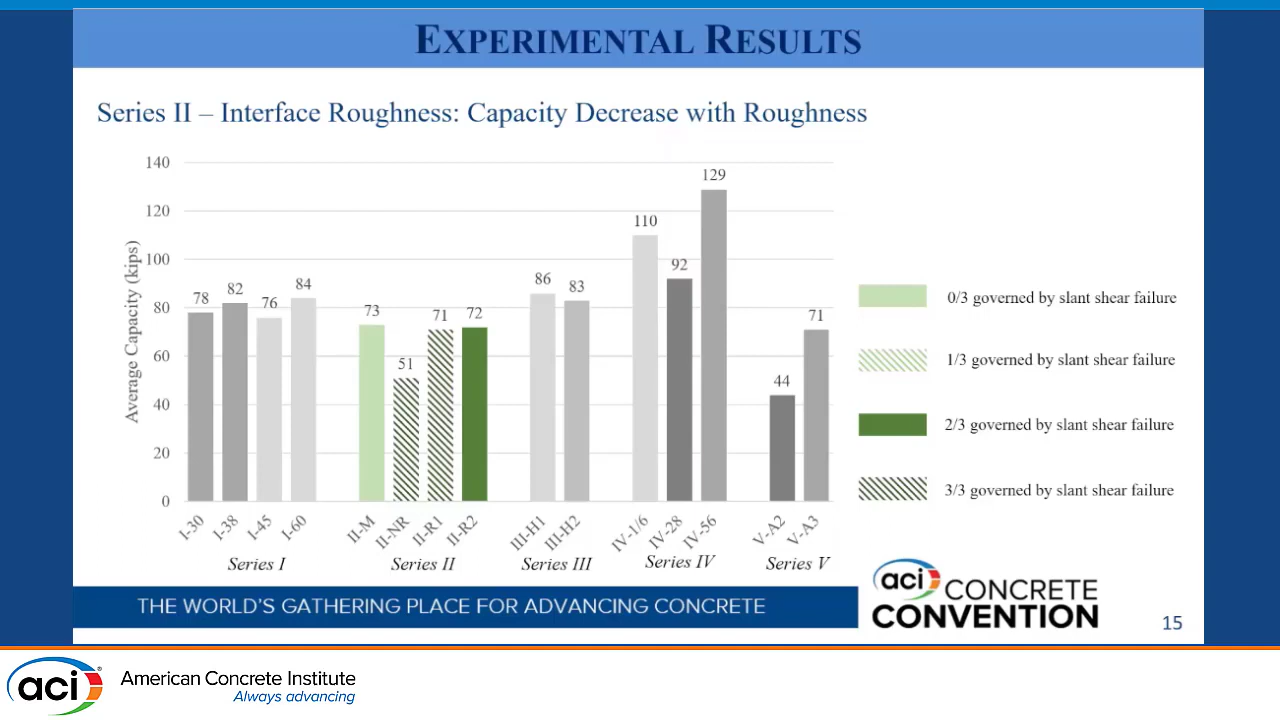 EXPERIMENTAL RESULTS
Series II – Interface Roughness: Capacity Decrease with Roughness
Average Capacity (kips)
140
120
100
80
60
40
20
0
78
82
76
84
73
51
71
72
86
83
110
92
129
44
71
I-30
I-38
I-45
I-60
II-M
II-NR
II-R1
II-R2
III-H1
III-H2
IV-1/6
IV-28
IV-56
V-A2
V-A3
Series I
Series II
Series III
Series IV
Series V
0/3 governed by slant shear failure
1/3 governed by slant shear failure
2/3 governed by slant shear failure
3/3 governed by slant shear failure
THE WORLD'S GATHERING PLACE FOR ADVANCING CONCRETE
aci CONCRETE
CONVENTION
15
aci®
American Concrete Institute
Always advancing